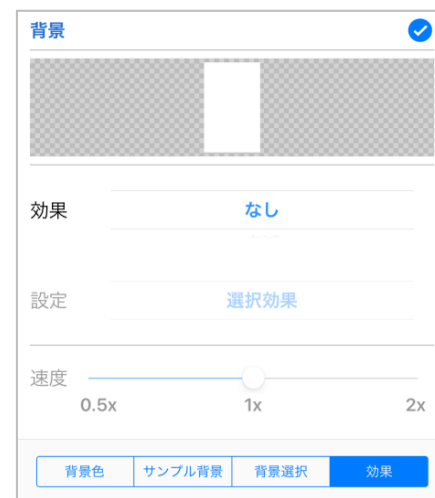 背景
効果 なし
設定 選択効果
速度
0.5x 1x 2x
背景色 サンプル背景 背景選択 効果